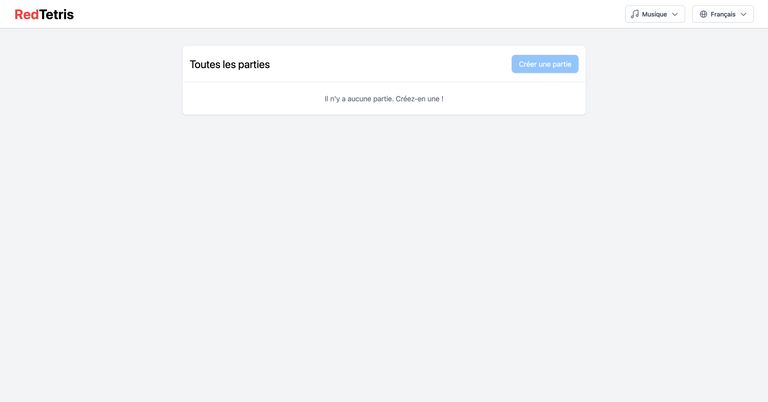 RedTetris
Musique
Français
Toutes les parties
Créer une partie
Il n'y a aucune partie. Créez-en une !